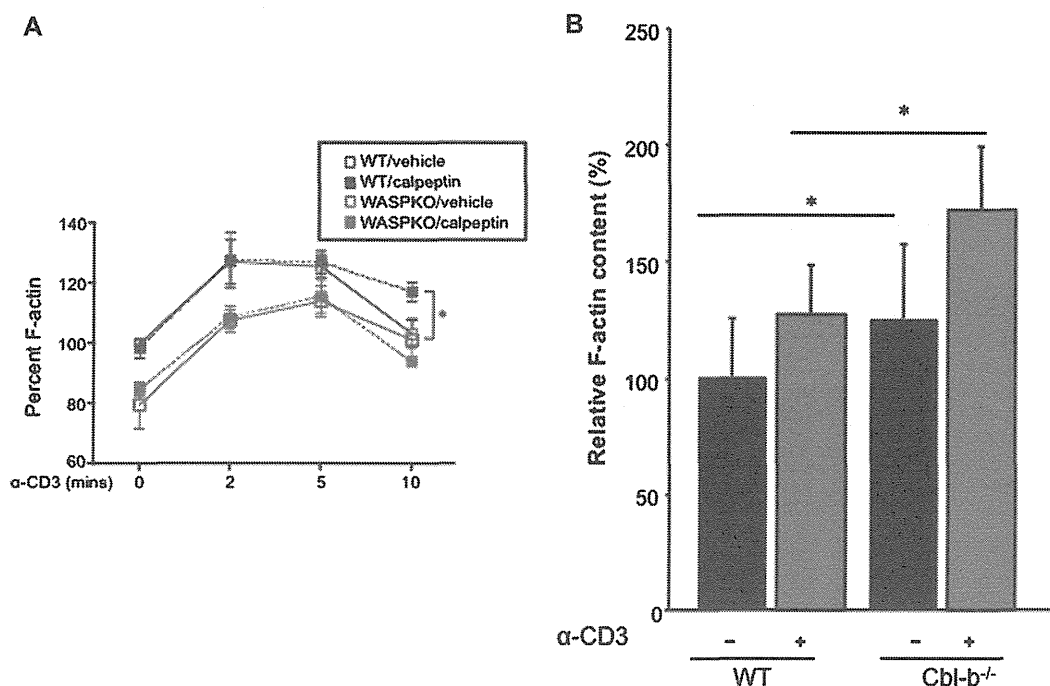 A
WT/vehicle
WT/calpeptin
WASPKO/vehicle
WASPKO/calpeptin
Percent F-actin
140
120
100
80
60
*
α-CD3 (mins)
0 2 5 10
B
Relative F-actin content (%)
250
200
150
100
50
0
*
*
α-CD3
- + - +
WT Cbl-b-/-